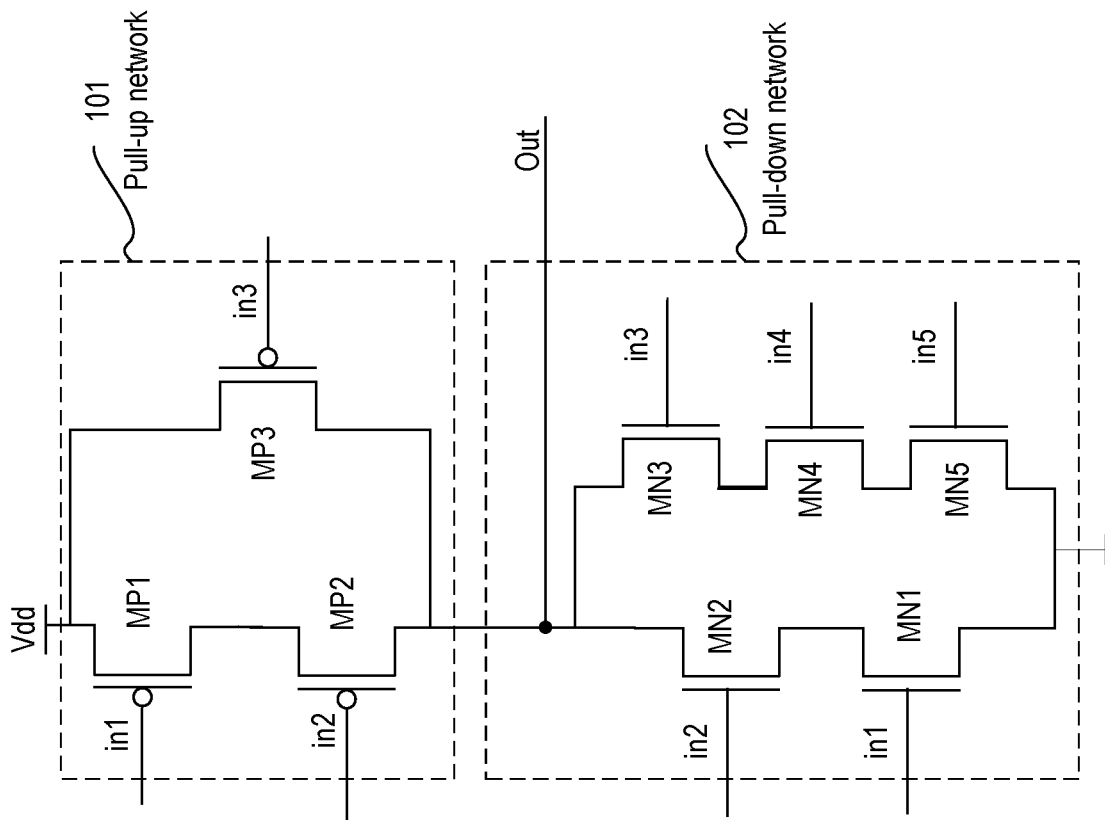 101
Pull-up network
Vdd
MP1
MP2
MP3
in1
in2
in3
Out
102
Pull-down network
in3
in4
in5
MN3
MN4
MN5
MN2
MN1
in2
in1